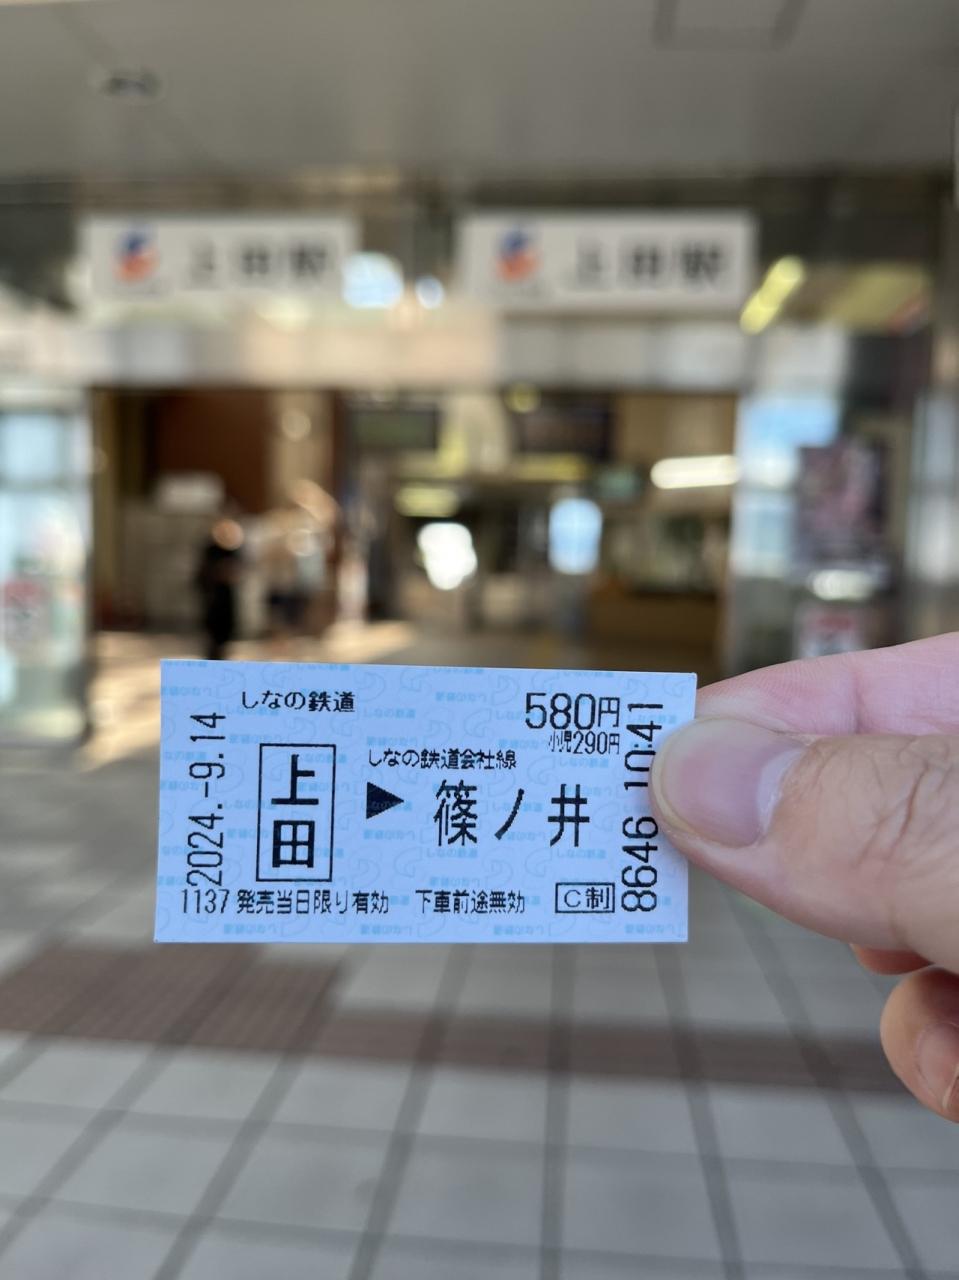 上田駅
上田駅
しなの鉄道
580円
小児290円
2024.-9.14
上田
▶
しなの鉄道会社線
篠ノ井
8646 10:41
1137 発売当日限り有効 下車前途無効 C制